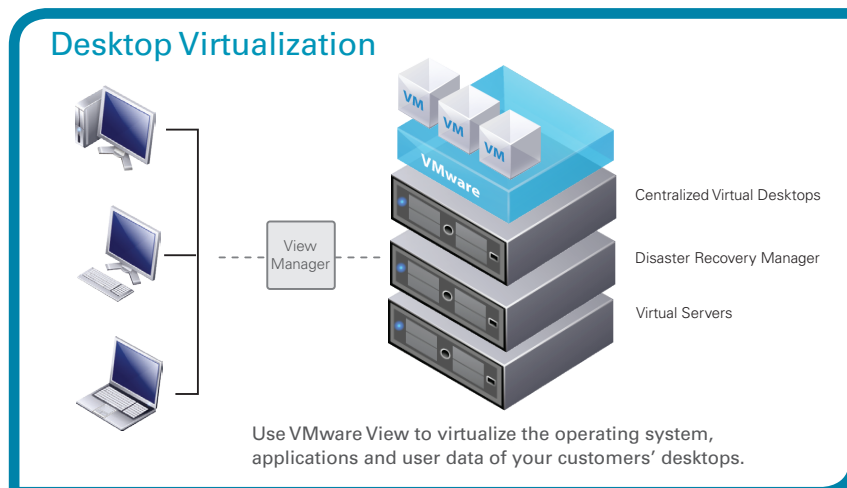 Desktop Virtualization
VM
VM
VM
VMware
Centralized Virtual Desktops
View
Manager
Disaster Recovery Manager
Virtual Servers
Use VMware View to virtualize the operating system,
applications and user data of your customers’ desktops.